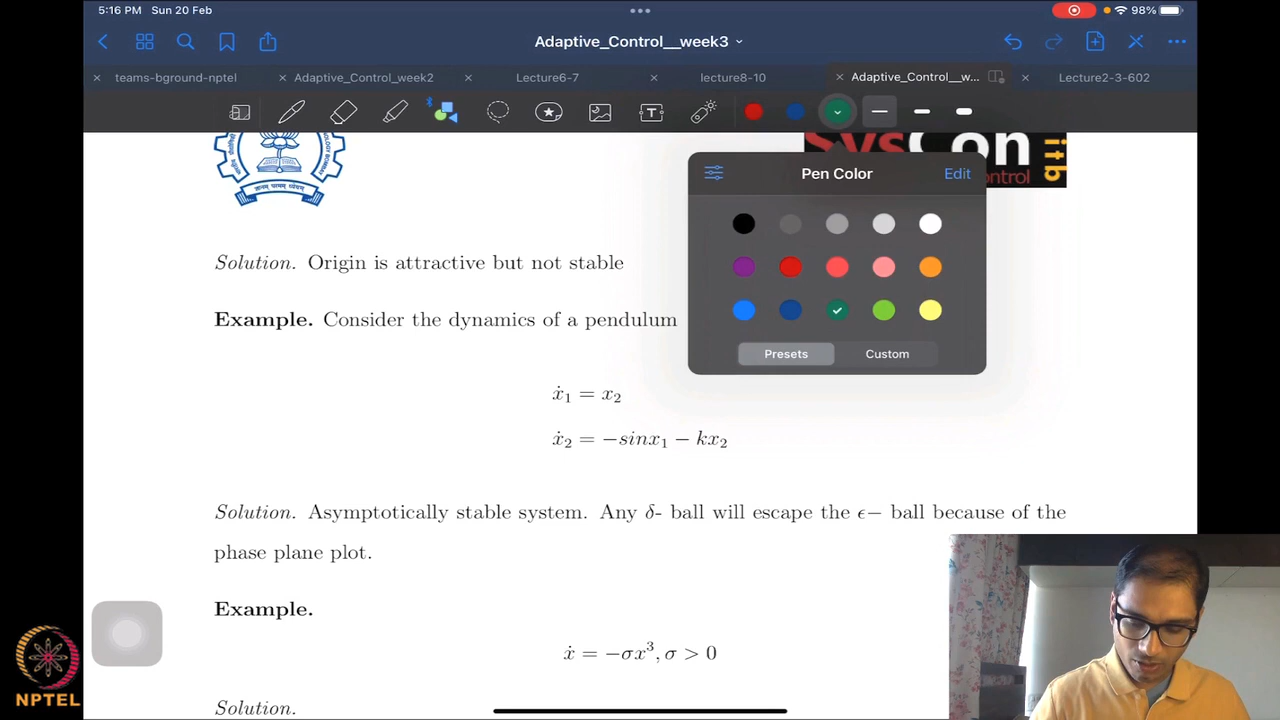 5:16 PM Sun 20 Feb
98%
Adaptive_Control__week3
teams-bground-nptel
Adaptive_Control_week2
Lecture6-7
lecture8-10
Adaptive_Control__w...
Lecture2-3-602
SysCon
itb
Pen Color
Edit
Presets
Custom
Solution. Origin is attractive but not stable
Example. Consider the dynamics of a pendulum
ẋ₁ = x₂
ẋ₂ = −sinx₁ − kx₂
Solution. Asymptotically stable system. Any δ- ball will escape the ϵ− ball because of the
phase plane plot.
Example.
ẋ = −σx³, σ > 0
Solution.
NPTEL